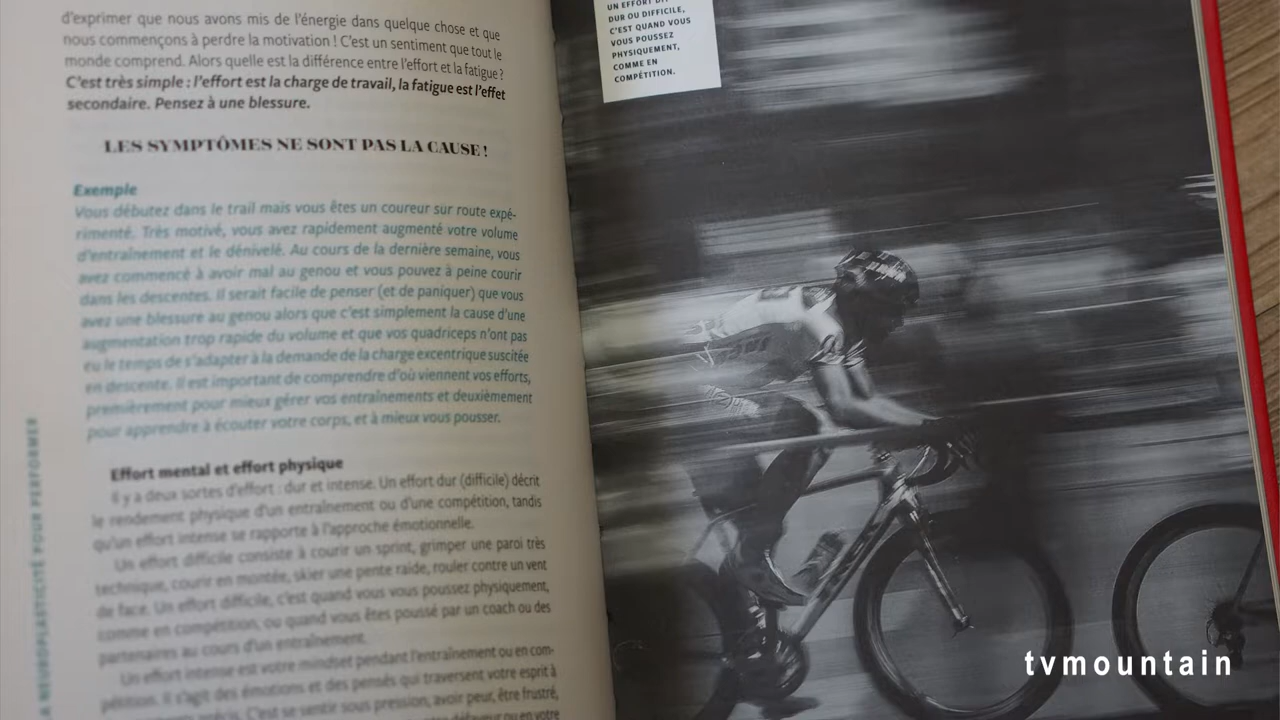 d'exprimer que nous avons mis de l'énergie dans quelque chose et que
nous commençons à perdre la motivation ! C'est un sentiment que tout le
monde comprend. Alors quelle est la différence entre l'effort et la fatigue ?
C'est très simple : l'effort est la charge de travail, la fatigue est l'effet
secondaire. Pensez à une blessure.
LES SYMPTÔMES NE SONT PAS LA CAUSE !
Exemple
Vous débutez dans le trail mais vous êtes un coureur sur route expé-
rimenté. Très motivé, vous avez rapidement augmenté votre volume
d'entraînement et le dénivelé. Au cours de la dernière semaine, vous
avez commencé à avoir mal au genou et vous pouvez à peine courir
dans les descentes. Il serait facile de penser (et de paniquer) que vous
avez une blessure au genou alors que c'est simplement la cause d'une
augmentation trop rapide du volume et que vos quadriceps n'ont pas
eu le temps de s'adapter à la demande de la charge excentrique suscitée
en descente. Il est important de comprendre d'où viennent vos efforts,
premièrement pour mieux gérer vos entraînements et deuxièmement
pour apprendre à écouter votre corps, et à mieux vous pousser.
Effort mental et effort physique
Il y a deux sortes d'effort : dur et intense. Un effort dur (difficile) décrit
le rendement physique d'un entraînement ou d'une compétition, tandis
qu'un effort intense se rapporte à l'approche émotionnelle.
Un effort difficile consiste à courir un sprint, grimper une paroi très
technique, courir en montée, skier une pente raide, rouler contre un vent
de face. Un effort difficile, c'est quand vous vous poussez physiquement,
comme en compétition, ou quand vous êtes poussé par un coach ou des
partenaires au cours d'un entraînement.
Un effort intense est votre mindset pendant l'entraînement ou en com-
pétition. Il s'agit des émotions et des pensés qui traversent votre esprit à
précis. C'est se sentir sous pression, avoir peur, être frustré,
ou en votre
NEUROPLASTICITÉ POUR PERFORMER
UN EFFORT DIT
DUR OU DIFFICILE,
C'EST QUAND VOUS
VOUS POUSSEZ
PHYSIQUEMENT,
COMME EN
COMPÉTITION.
tvmountain